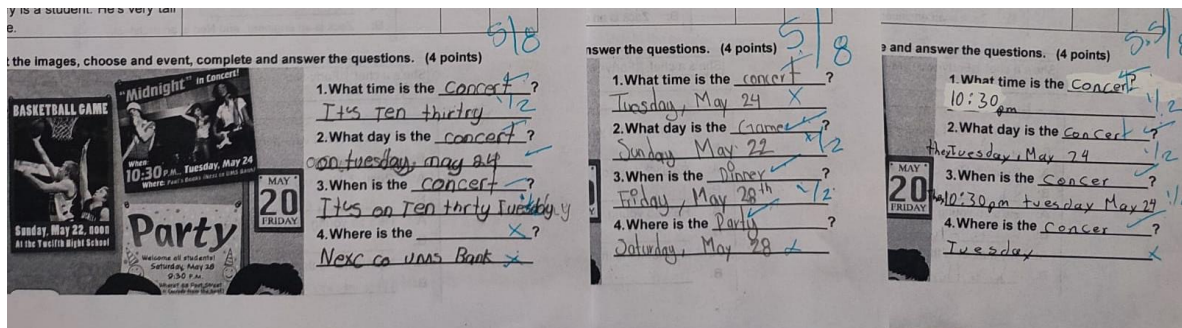 y is a student. He's very tall
e.
5/8
t the images, choose and event, complete and answer the questions. (4 points)
BASKETBALL GAME
Sunday, May 22, noon
At the Twelfth Night School
"Midnight" in Concert!
When:
10:30 P.M. Tuesday, May 24
Where:
Party
Welcome all students!
Saturday, May 28
9:30 P.M.
MAY
20
FRIDAY
1.What time is the concert ?
1/2
It's Ten thirtry
2.What day is the concert ?
on tuesday, may 24
3.When is the concert ?
It's on Ten thrty Tuesday
4.Where is the ?
Nexc co UMS Bank
nswer the questions. (4 points)
5/8
1.What time is the concert ?
Tuesday, May 24
2.What day is the Game ?
1/2
Sunday May 22
3.When is the Dinner ?
Friday, May 28th
1/2
4.Where is the Party ?
Saturday, May 28
e and answer the questions. (4 points)
5.5/8
1.What time is the Concert ?
1/2
10:30 pm
2.What day is the Concert ?
1/2
Tuesday, May 24
3.When is the Concer ?
10:30pm tuesday May 24
4.Where is the Concer ?
Tuesday
MAY
20
FRIDAY